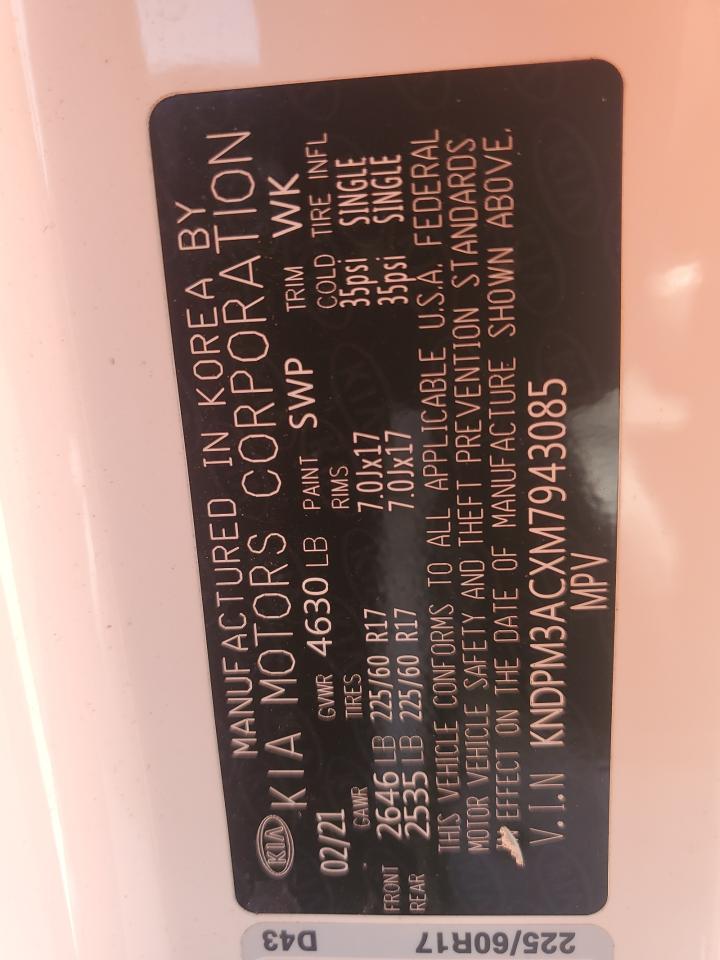 MANUFACTURED IN KOREA BY
KIA KIA MOTORS CORPORATION
02/21 GVWR 4630 LB PAINT SWP TRIM WK
GAWR TIRES RIMS COLD TIRE INFL
FRONT 2646 LB 225/60 R17 7.0Jx17 35psi SINGLE
REAR 2535 LB 225/60 R17 7.0Jx17 35psi SINGLE
THIS VEHICLE CONFORMS TO ALL APPLICABLE U.S.A. FEDERAL
MOTOR VEHICLE SAFETY AND THEFT PREVENTION STANDARDS
EFFECT ON THE DATE OF MANUFACTURE SHOWN ABOVE.
V.I.N KNDPM3ACXM7943085
MPV
225/60R17 D43